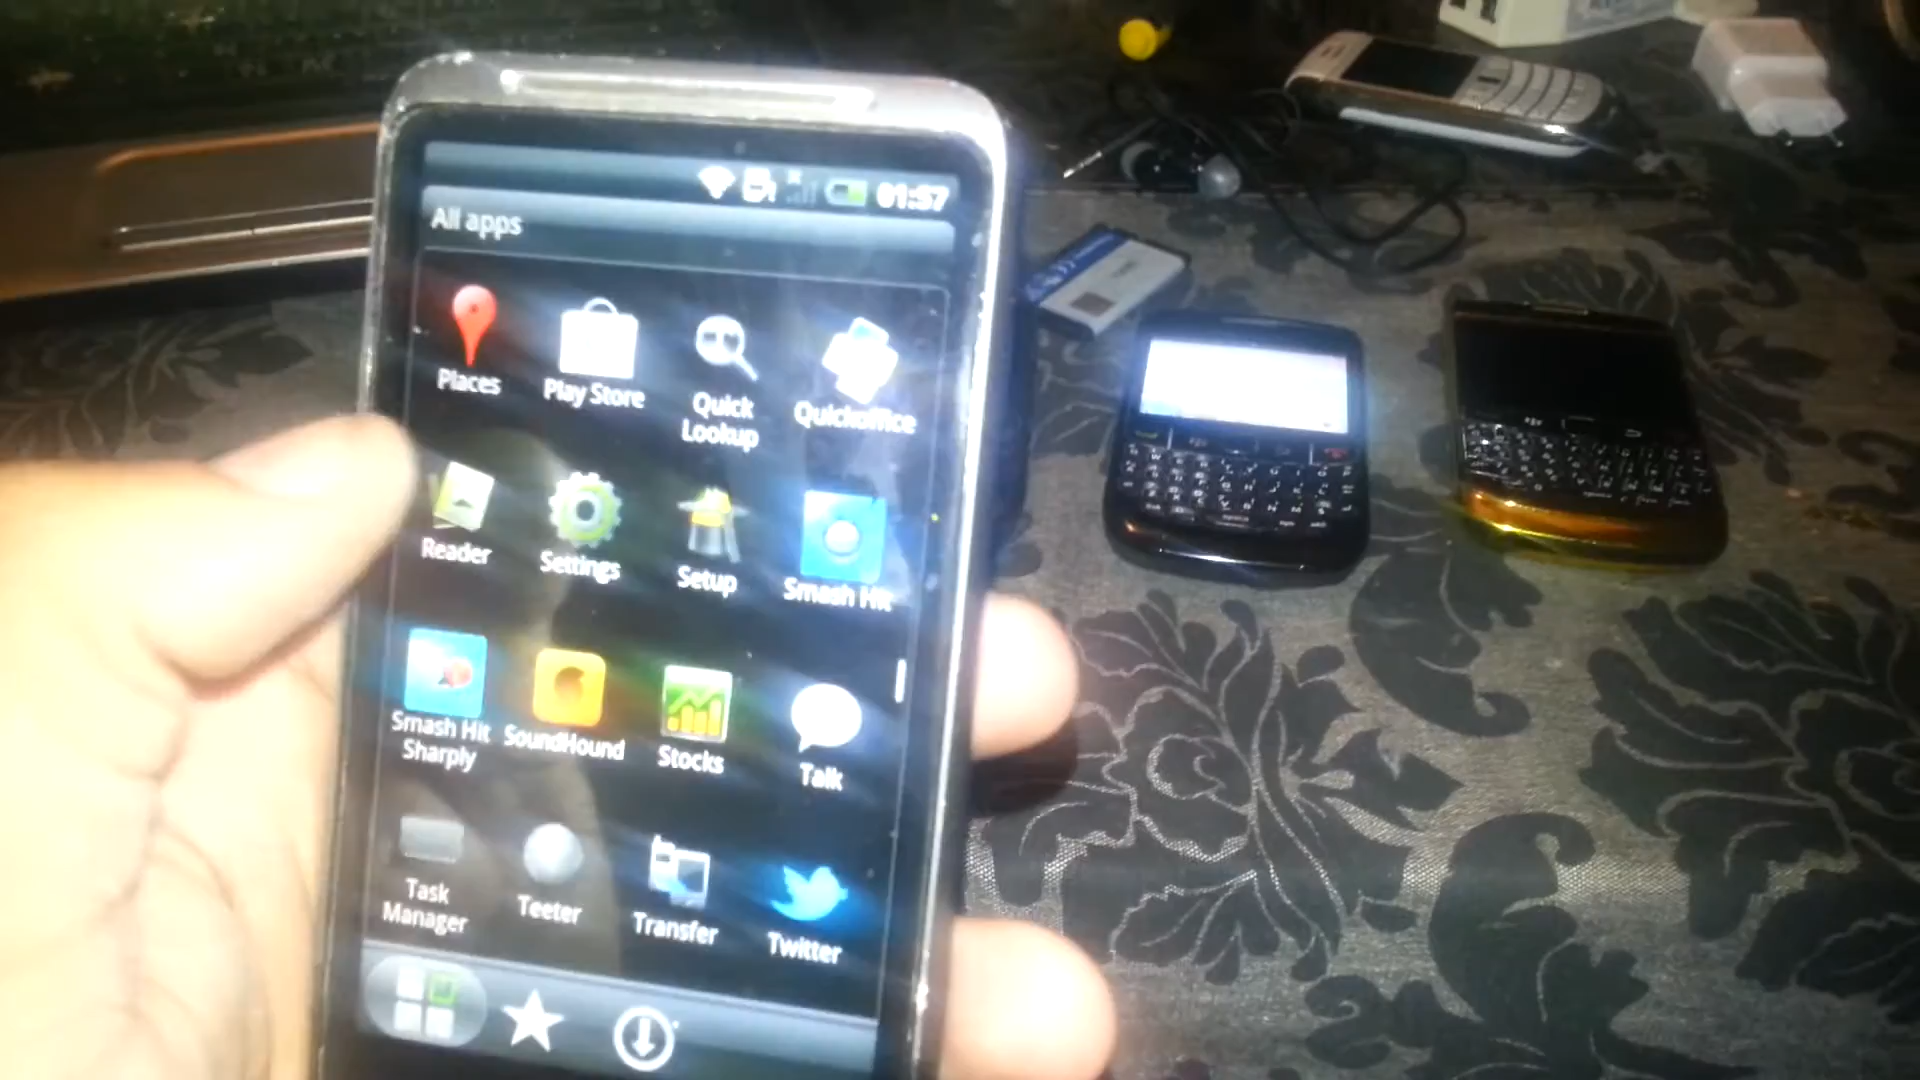 01:57
All apps
Places
Play Store
Quick
Lookup
Quickoffice
Reader
Settings
Setup
Smash Hit
Smash Hit
Sharply
SoundHound
Stocks
Talk
Task
Manager
Teeter
Transfer
Twitter